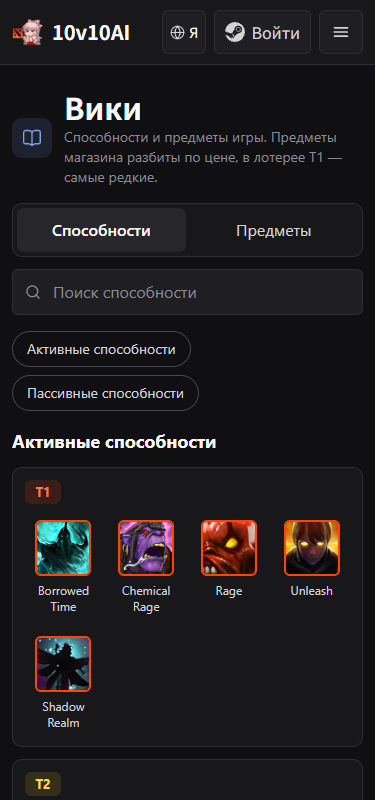 10v10AI
Я
Войти
Вики
Способности и предметы игры. Предметы
магазина разбиты по цене, в лотерее T1 —
самые редкие.
Способности
Предметы
Поиск способности
Активные способности
Пассивные способности
Активные способности
T1
Borrowed
Time
Chemical
Rage
Rage
Unleash
Shadow
Realm
T2